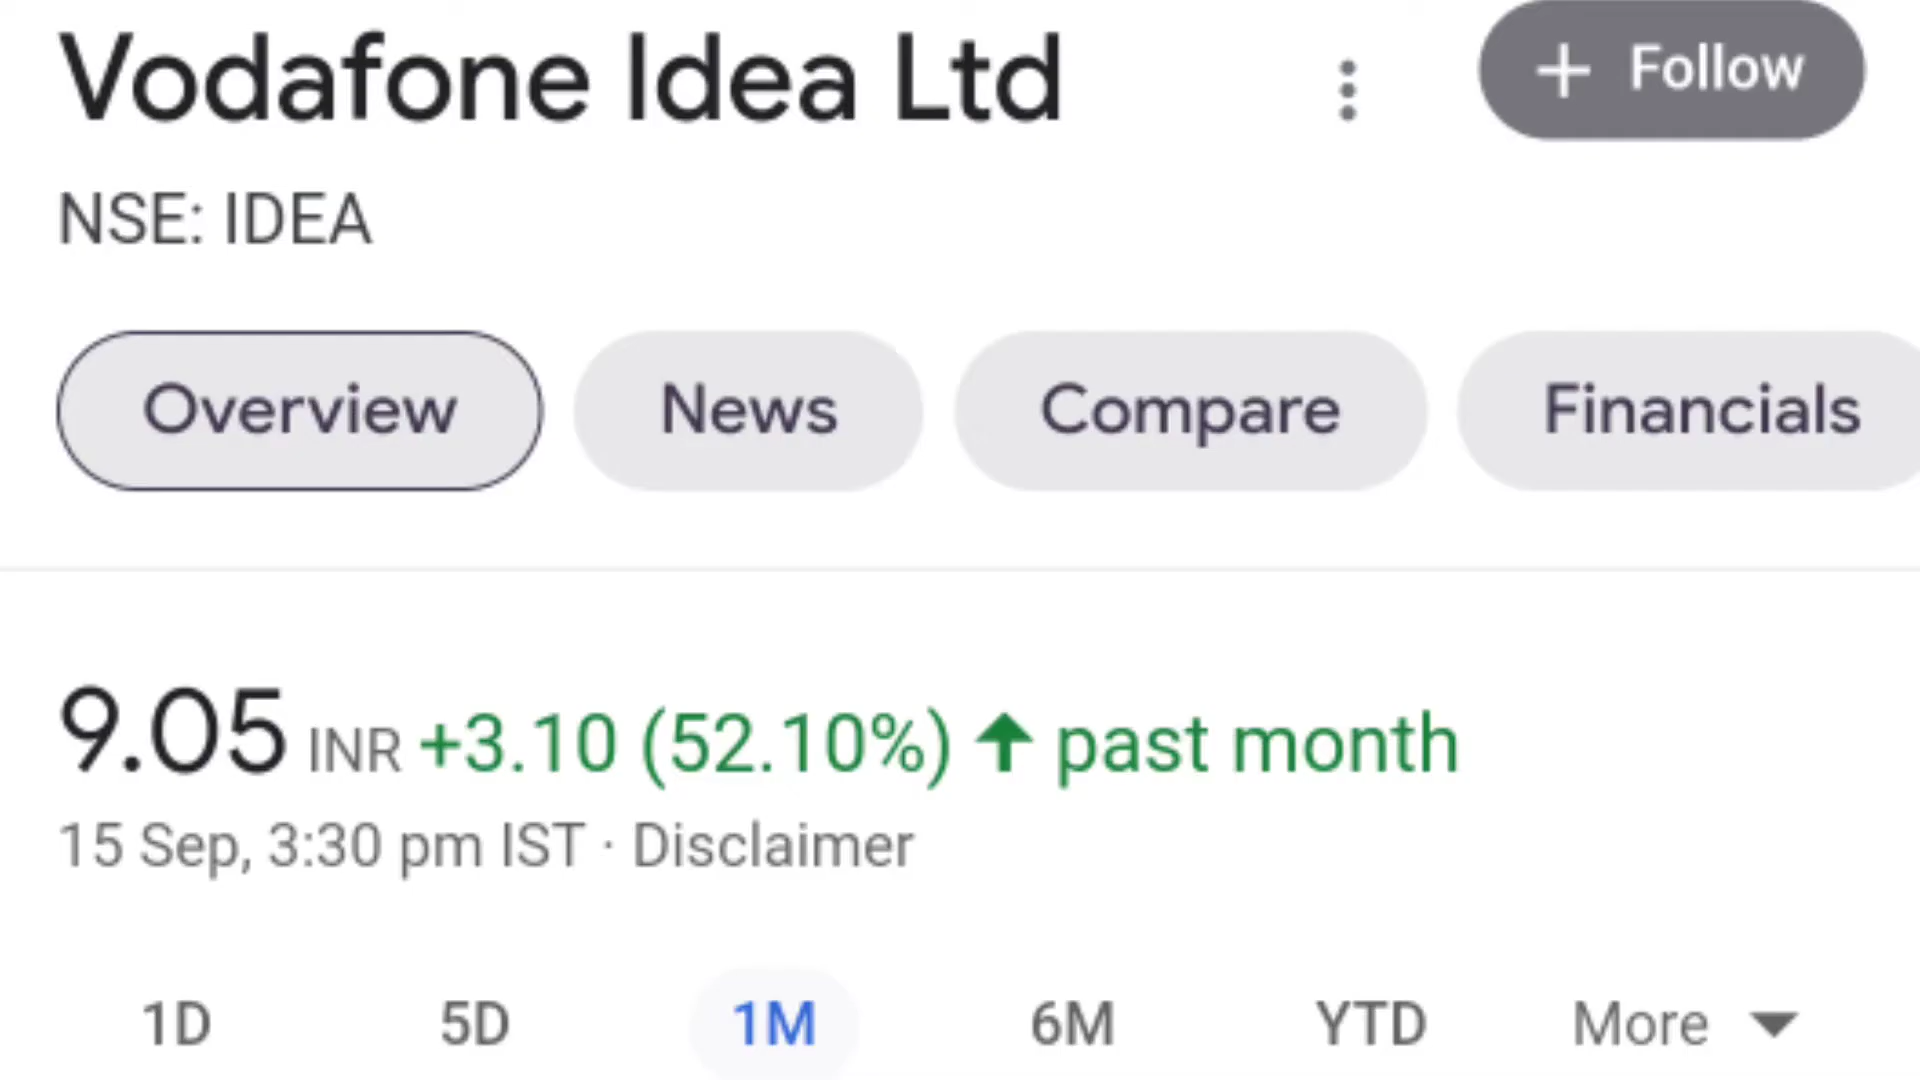 Vodafone Idea Ltd
+ Follow
NSE: IDEA
Overview News Compare Financials
9.05 INR +3.10 (52.10%) ↑ past month
15 Sep, 3:30 pm IST · Disclaimer
1D 5D 1M 6M YTD More